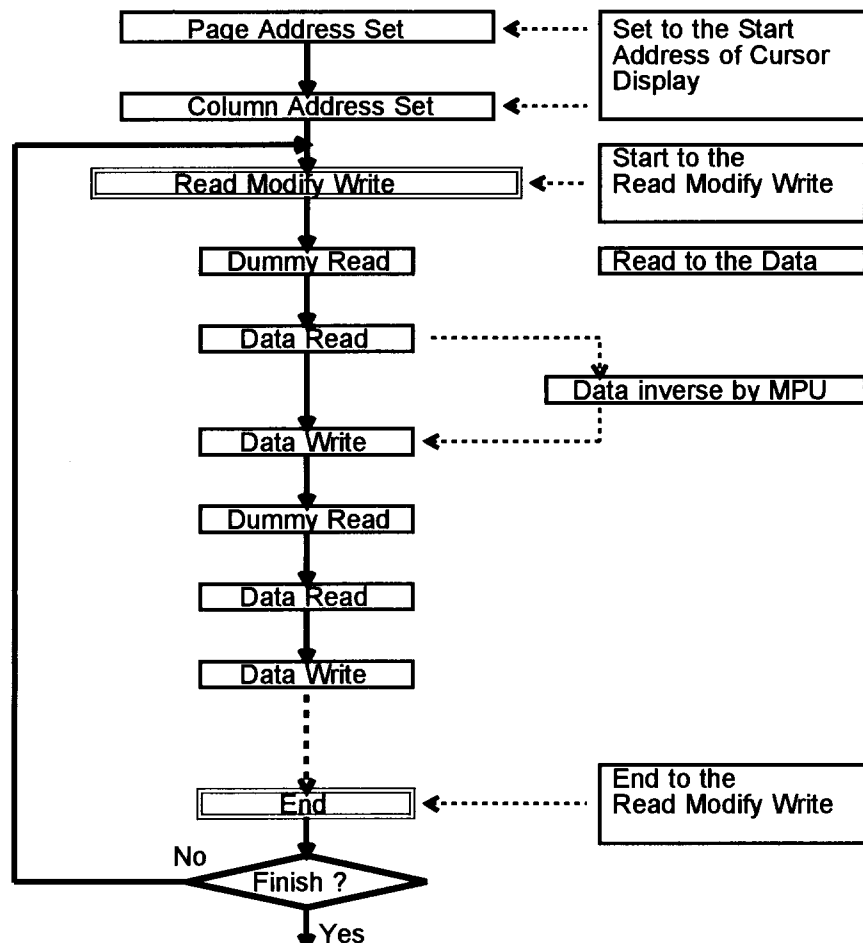 Page Address Set
Set to the Start
Address of Cursor
Display
Column Address Set
Start to the
Read Modify Write
Read Modify Write
Dummy Read
Read to the Data
Data Read
Data inverse by MPU
Data Write
Dummy Read
Data Read
Data Write
End to the
Read Modify Write
End
No
Finish ?
Yes